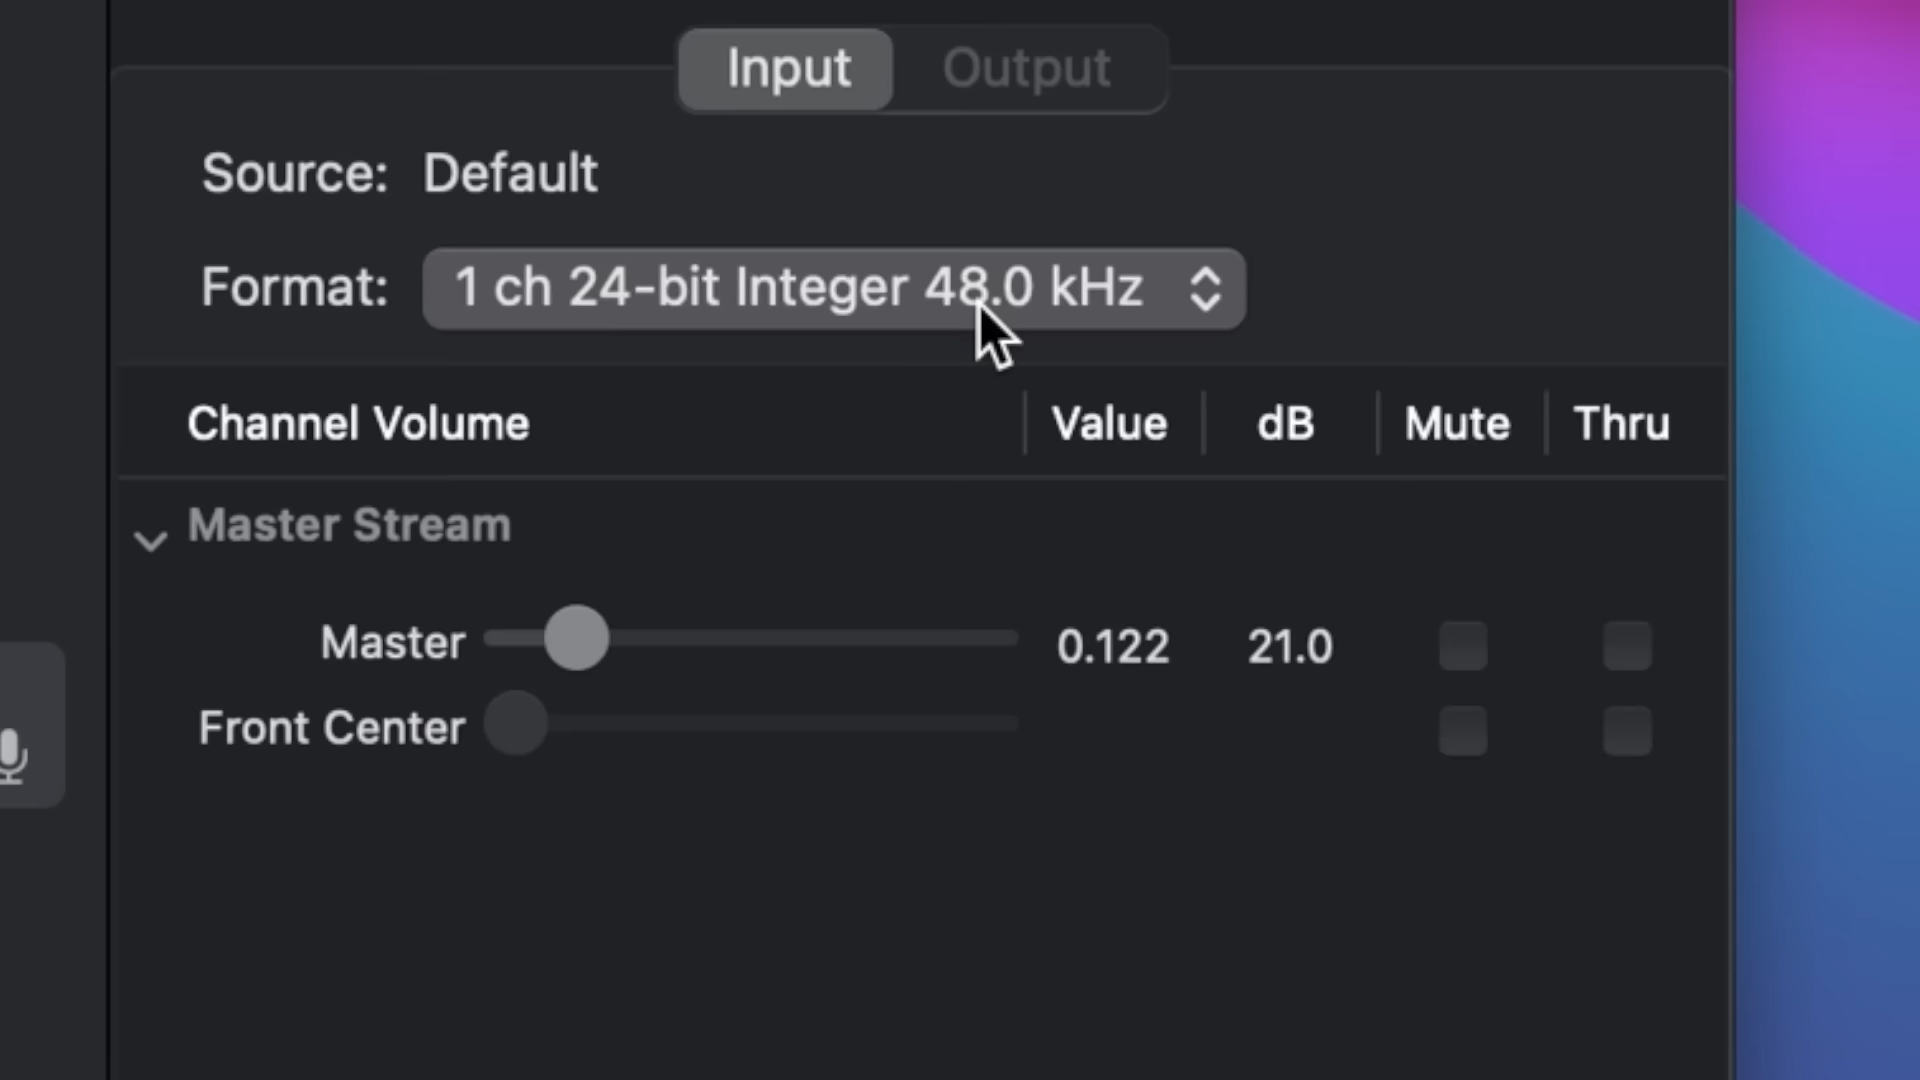 Input Output
Source: Default
Format: 1 ch 24-bit Integer 48.0 kHz
Channel Volume Value dB Mute Thru
Master Stream
Master 0.122 21.0
Front Center